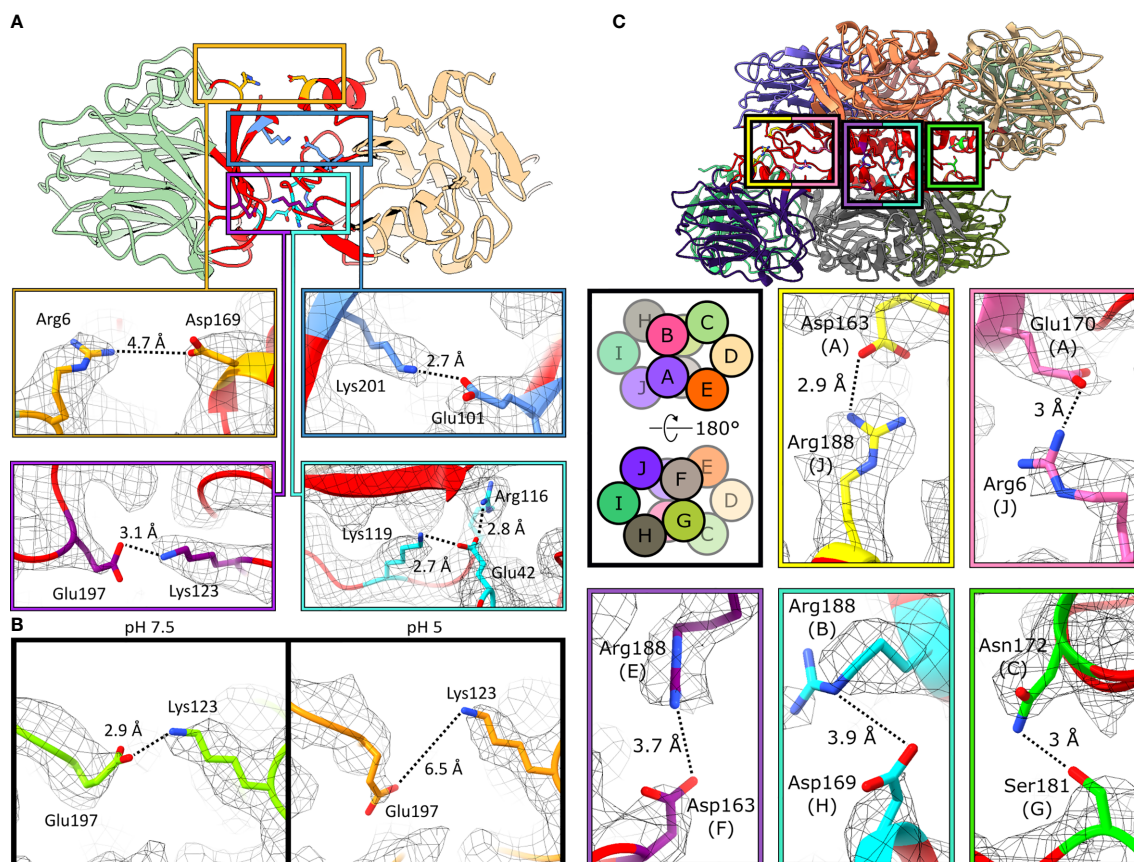 A
C
Arg6
Asp169
4.7 Å
Lys201
2.7 Å
Glu101
3.1 Å
Glu197
Lys123
Arg116
Lys119
2.8 Å
2.7 Å
Glu42
B
pH 7.5
pH 5
2.9 Å
Lys123
Glu197
Lys123
6.5 Å
Glu197
H
B
C
I
D
J
A
E
180°
J
F
E
I
D
G
H
C
Asp163
(A)
2.9 Å
Arg188
(J)
Glu170
(A)
3 Å
Arg6
(J)
Arg188
(E)
3.7 Å
Asp163
(F)
Arg188
(B)
3.9 Å
Asp169
(H)
Asn172
(C)
3 Å
Ser181
(G)